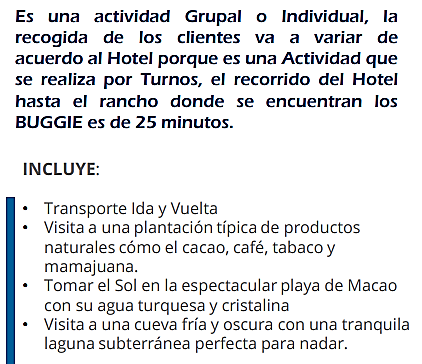 Es una actividad Grupal o Individual, la
recogida de los clientes va a variar de
acuerdo al Hotel porque es una Actividad que
se realiza por Turnos, el recorrido del Hotel
hasta el rancho donde se encuentran los
BUGGIE es de 25 minutos.
INCLUYE:
• Transporte Ida y Vuelta
• Visita a una plantación típica de productos
naturales cómo el cacao, café, tabaco y
mamajuana.
• Tomar el Sol en la espectacular playa de Macao
con su agua turquesa y cristalina
• Visita a una cueva fría y oscura con una tranquila
laguna subterránea perfecta para nadar.